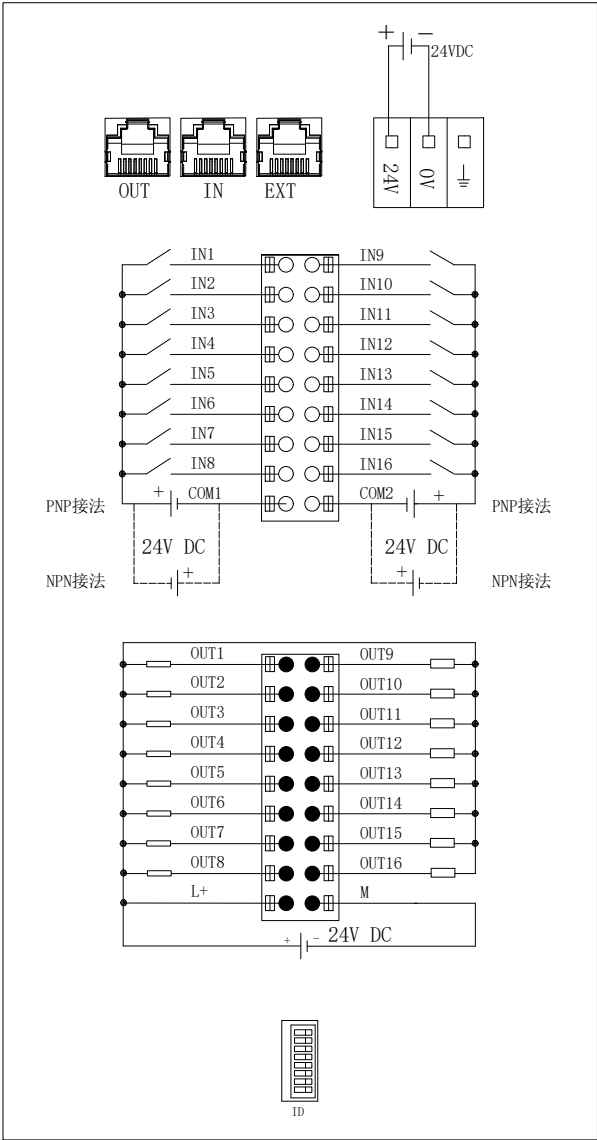 + − 24VDC
OUT IN EXT
24V 0V
IN1 IN9
IN2 IN10
IN3 IN11
IN4 IN12
IN5 IN13
IN6 IN14
IN7 IN15
IN8 IN16
PNP接法 + COM1 COM2 + PNP接法
24V DC 24V DC
NPN接法 + + NPN接法
OUT1 OUT9
OUT2 OUT10
OUT3 OUT11
OUT4 OUT12
OUT5 OUT13
OUT6 OUT14
OUT7 OUT15
OUT8 OUT16
L+ M
+ − 24V DC
ID